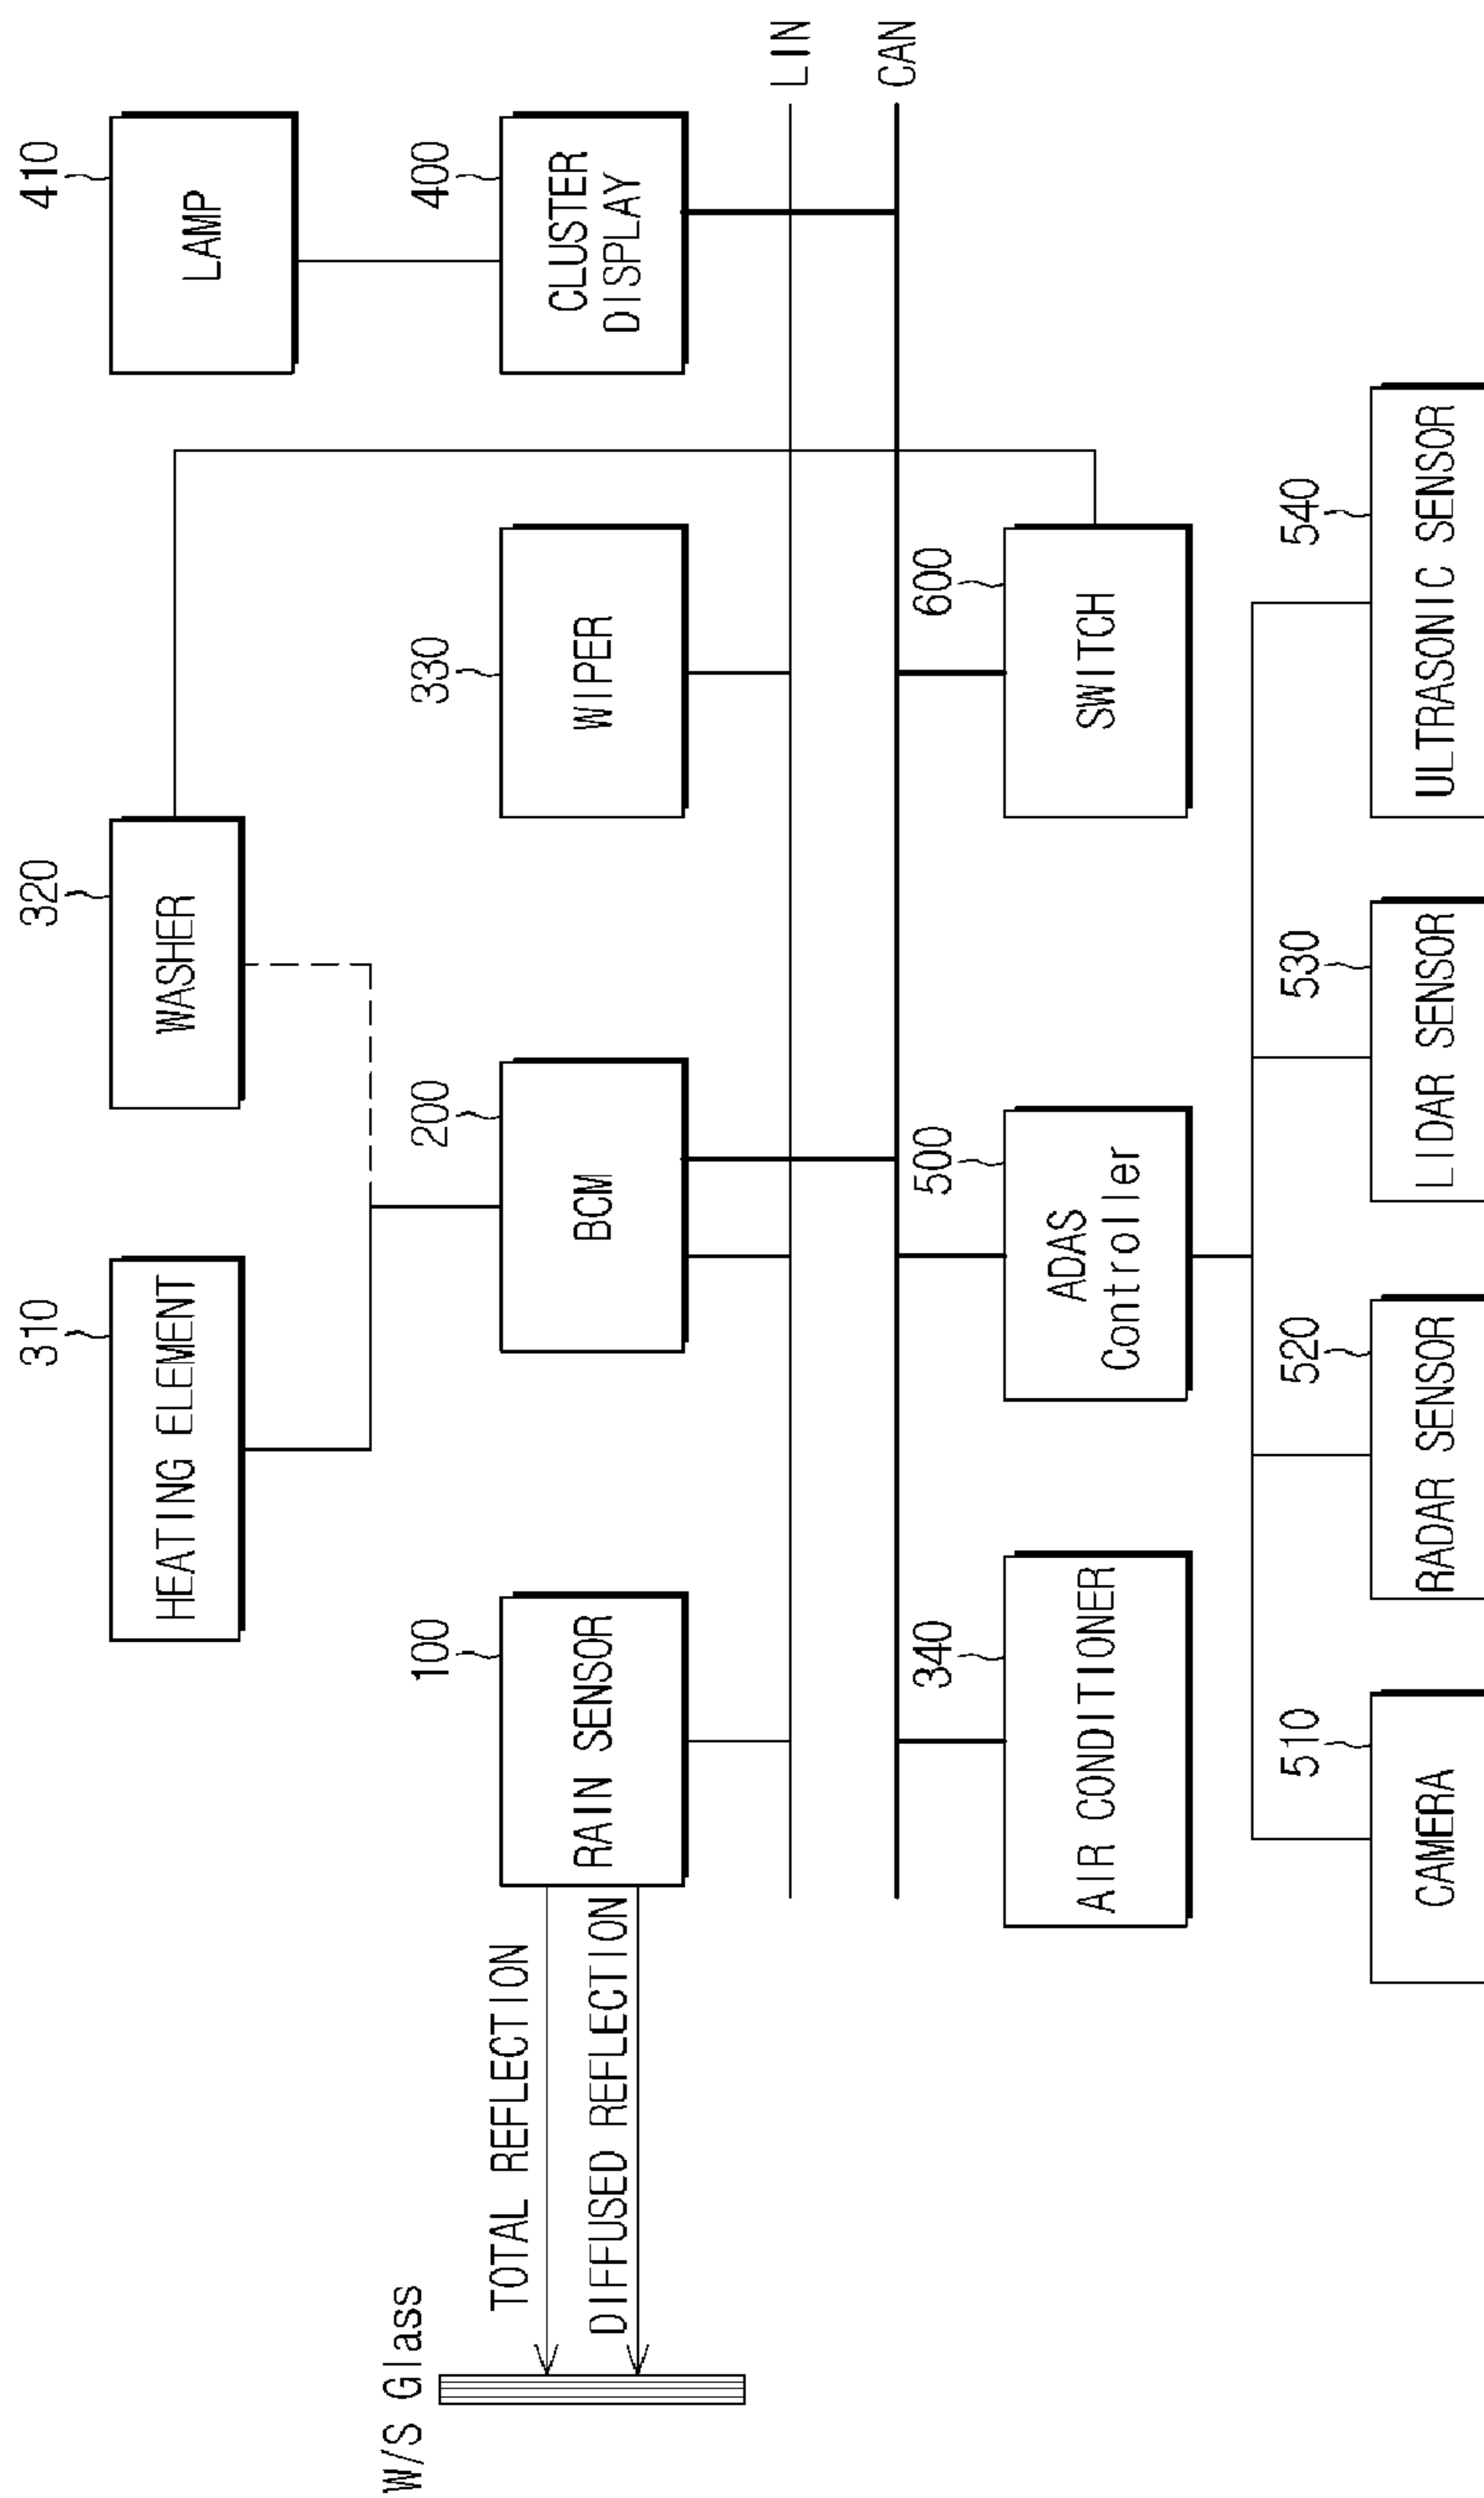 310
HEATING ELEMENT
320
WASHER
410
LAMP
W/S Glass
TOTAL REFLECTION
DIFFUSED REFLECTION
100
RAIN SENSOR
200
BCM
330
WIPER
400
CLUSTER
DISPLAY
LIN
CAN
340
AIR CONDITIONER
500
ADAS
Controller
600
SWITCH
510
CAMERA
520
RADAR SENSOR
530
LIDAR SENSOR
540
ULTRASONIC SENSOR